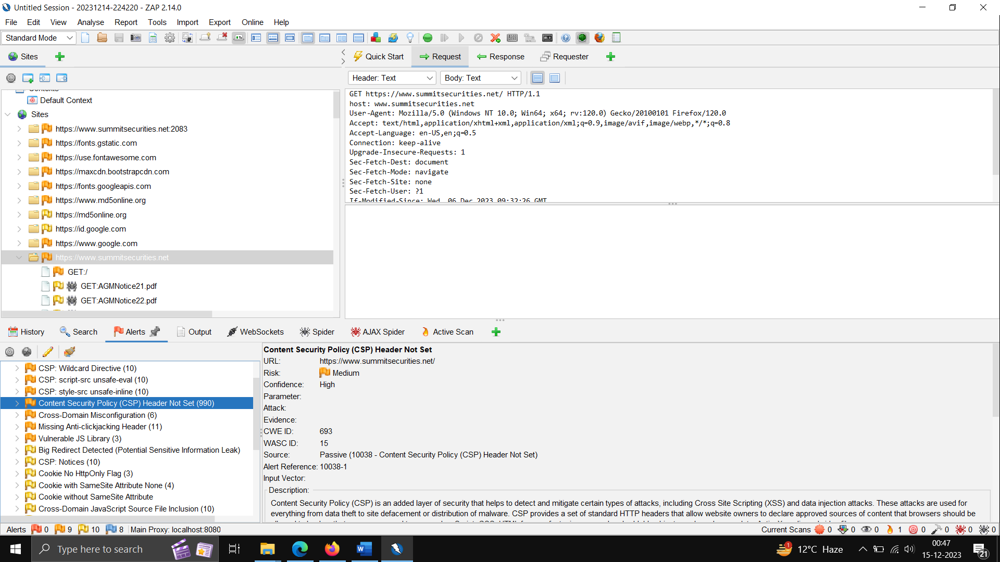 Untitled Session - 20231214-224220 - ZAP 2.14.0
File Edit View Analyse Report Tools Import Export Online Help
Standard Mode
Sites
Quick Start Request Response Requester
Header: Text Body: Text
Contexts
Default Context
Sites
https://www.summitsecurities.net:2083
https://fonts.gstatic.com
https://use.fontawesome.com
https://maxcdn.bootstrapcdn.com
https://fonts.googleapis.com
https://www.md5online.org
https://md5online.org
https://id.google.com
https://www.google.com
https://www.summitsecurities.net
GET:/
GET:AGMNotice21.pdf
GET:AGMNotice22.pdf
GET https://www.summitsecurities.net/ HTTP/1.1
host: www.summitsecurities.net
User-Agent: Mozilla/5.0 (Windows NT 10.0; Win64; x64; rv:120.0) Gecko/20100101 Firefox/120.0
Accept: text/html,application/xhtml+xml,application/xml;q=0.9,image/avif,image/webp,*/*;q=0.8
Accept-Language: en-US,en;q=0.5
Connection: keep-alive
Upgrade-Insecure-Requests: 1
Sec-Fetch-Dest: document
Sec-Fetch-Mode: navigate
Sec-Fetch-Site: none
Sec-Fetch-User: ?1
If-Modified-Since: Wed, 06 Dec 2023 09:32:26 GMT
History Search Alerts Output WebSockets Spider AJAX Spider Active Scan
CSP: Wildcard Directive (10)
CSP: script-src unsafe-eval (10)
CSP: style-src unsafe-inline (10)
Content Security Policy (CSP) Header Not Set (990)
Cross-Domain Misconfiguration (6)
Missing Anti-clickjacking Header (11)
Vulnerable JS Library (3)
Big Redirect Detected (Potential Sensitive Information Leak)
CSP: Notices (10)
Cookie No HttpOnly Flag (3)
Cookie with SameSite Attribute None (4)
Cookie without SameSite Attribute
Cross-Domain JavaScript Source File Inclusion (10)
Content Security Policy (CSP) Header Not Set
URL: https://www.summitsecurities.net/
Risk: Medium
Confidence: High
Parameter:
Attack:
Evidence:
CWE ID: 693
WASC ID: 15
Source: Passive (10038 - Content Security Policy (CSP) Header Not Set)
Alert Reference: 10038-1
Input Vector:
Description:
Content Security Policy (CSP) is an added layer of security that helps to detect and mitigate certain types of attacks, including Cross Site Scripting (XSS) and data injection attacks. These attacks are used for
everything from data theft to site defacement or distribution of malware. CSP provides a set of standard HTTP headers that allow website owners to declare approved sources of content that browsers should be
Alerts 0 9 10 8 Main Proxy: localhost:8080
Current Scans 0 0 0 1 0 0 0 0
Type here to search
1
12°C Haze
00:47
15-12-2023
21